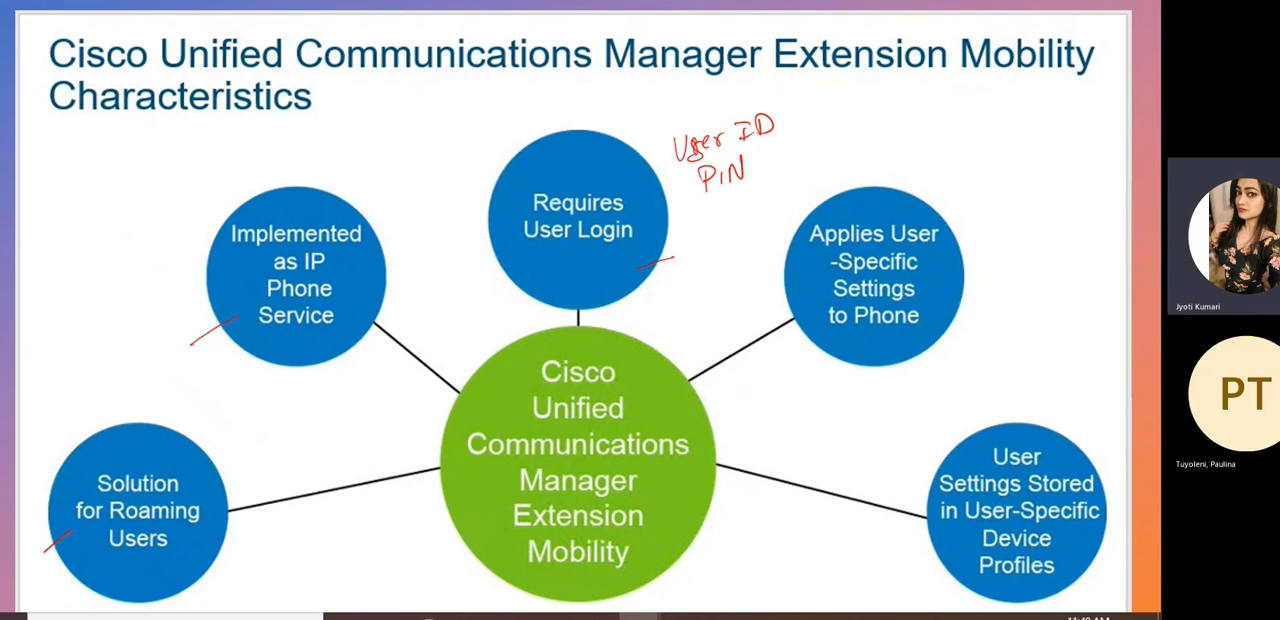 Cisco Unified Communications Manager Extension Mobility
Characteristics
User ID
PIN
Requires
User Login
Implemented
as IP
Phone
Service
Applies User
-Specific
Settings
to Phone
Cisco
Unified
Communications
Manager
Extension
Mobility
Solution
for Roaming
Users
User
Settings Stored
in User-Specific
Device
Profiles
Jyoti Kumari
PT
Tuyoleni, Paulina